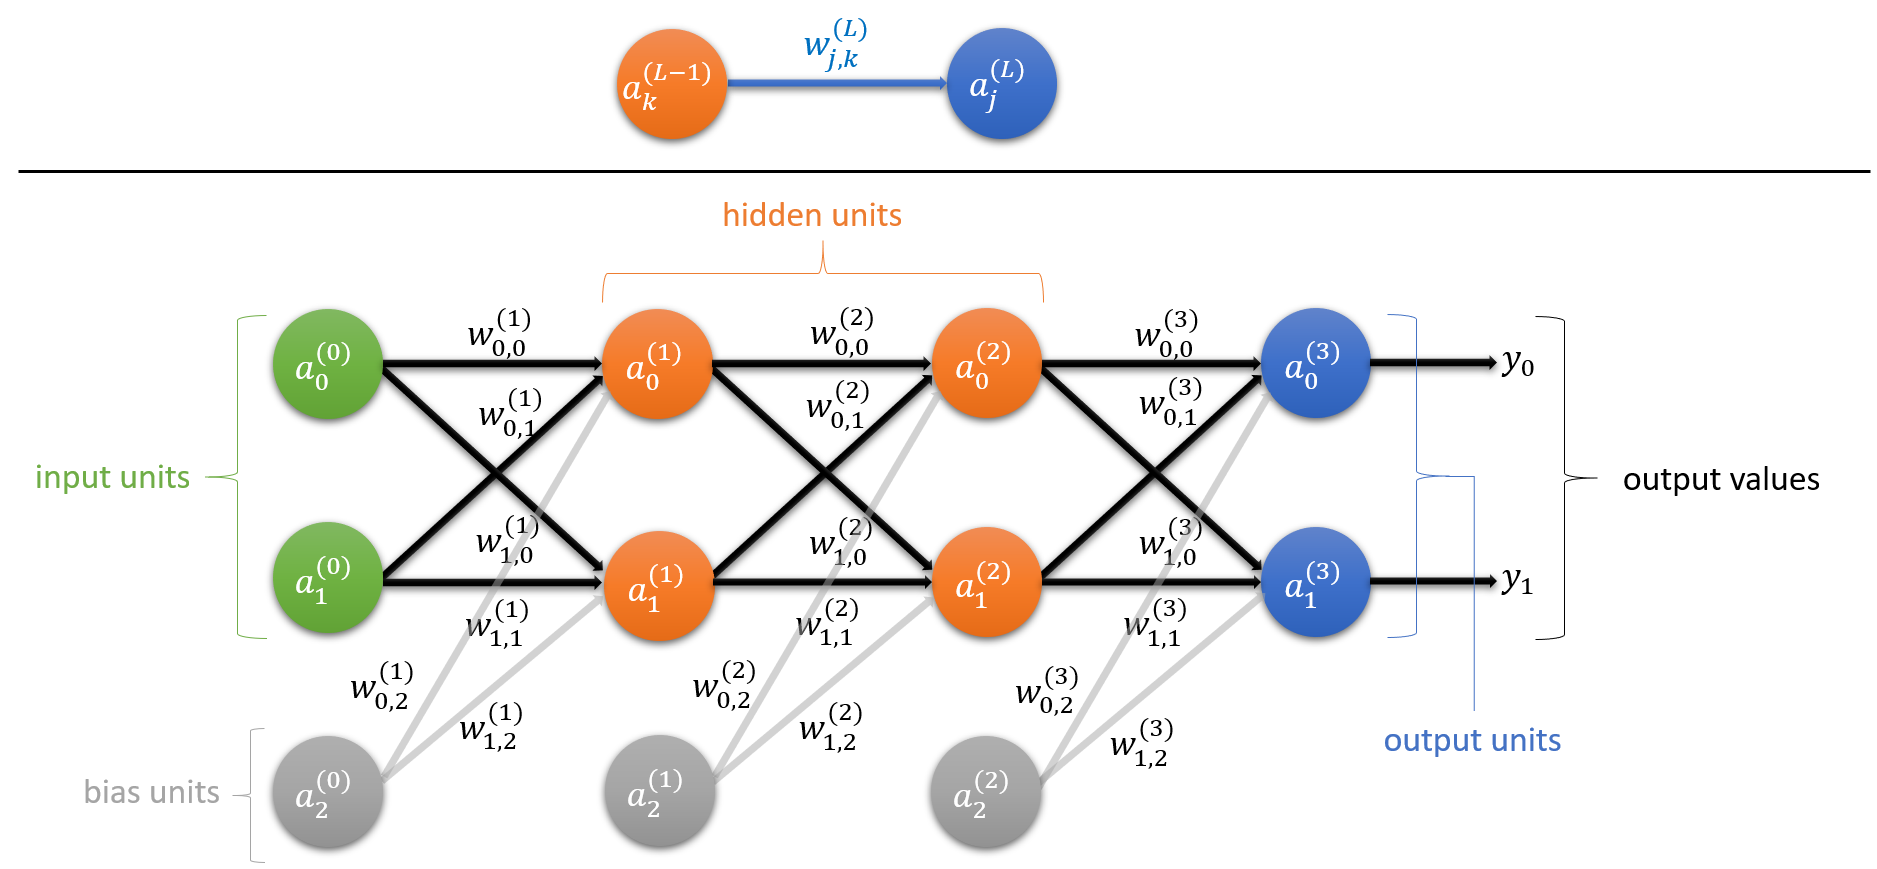 w_{j,k}^{(L)}
a_k^{(L−1)} a_j^{(L)}
hidden units
w_{0,0}^{(1)} w_{0,0}^{(2)} w_{0,0}^{(3)}
a_0^{(0)} a_0^{(1)} a_0^{(2)} a_0^{(3)} y_0
w_{0,1}^{(1)} w_{0,1}^{(2)} w_{0,1}^{(3)}
input units output values
w_{1,0}^{(1)} w_{1,0}^{(2)} w_{1,0}^{(3)}
a_1^{(0)} a_1^{(1)} a_1^{(2)} a_1^{(3)} y_1
w_{1,1}^{(1)} w_{1,1}^{(2)} w_{1,1}^{(3)}
w_{0,2}^{(1)} w_{0,2}^{(2)} w_{0,2}^{(3)}
w_{1,2}^{(1)} w_{1,2}^{(2)} w_{1,2}^{(3)} output units
bias units a_2^{(0)} a_2^{(1)} a_2^{(2)}